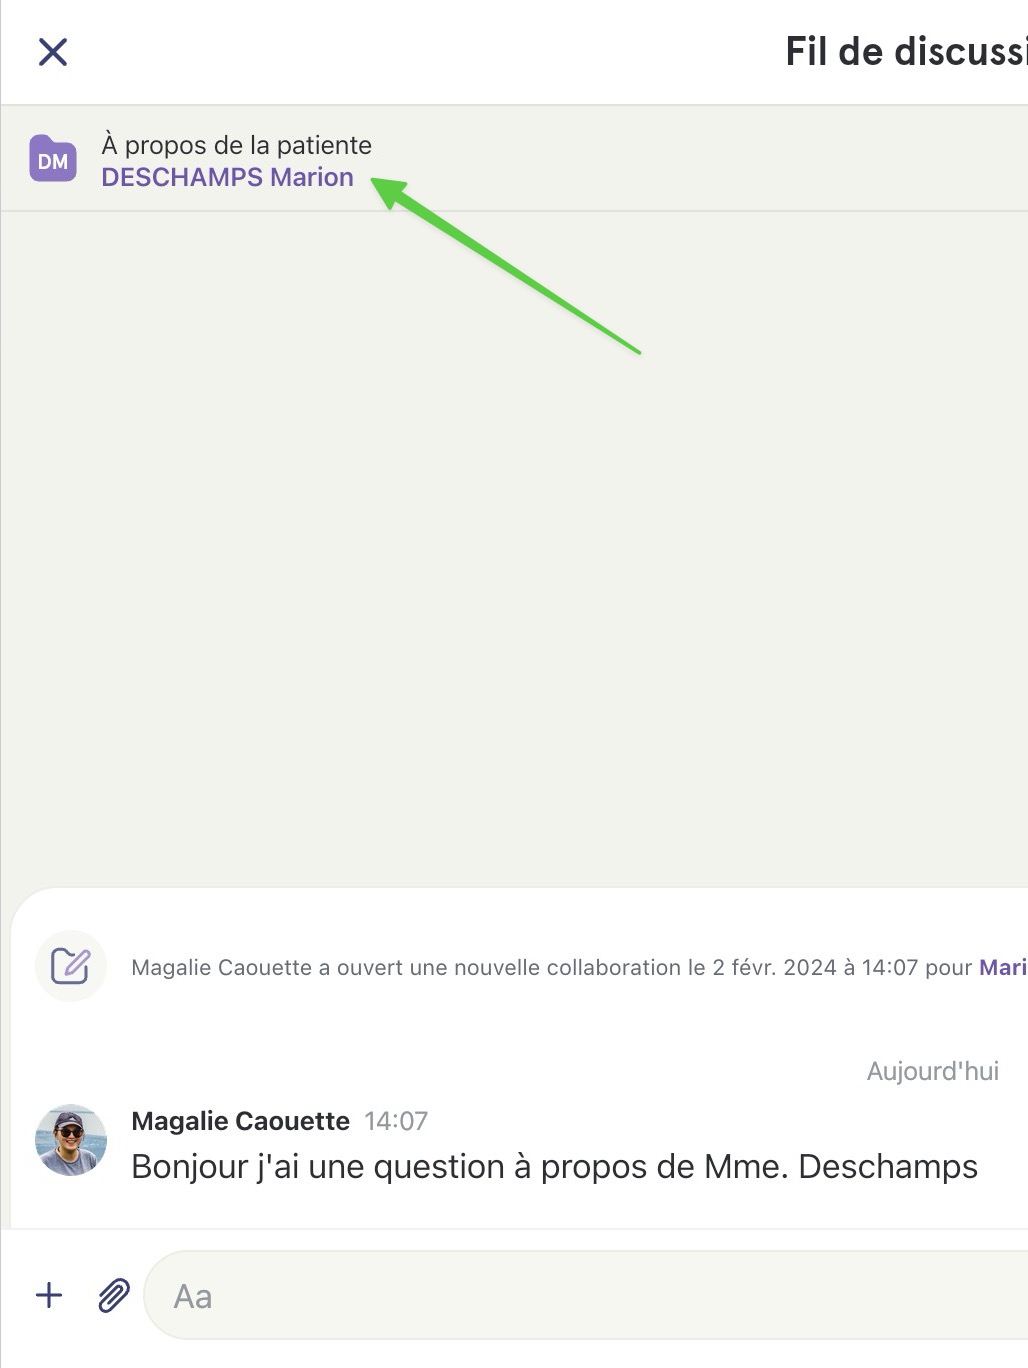 Fil de discussi
DM
À propos de la patiente
DESCHAMPS Marion
Magalie Caouette a ouvert une nouvelle collaboration le 2 févr. 2024 à 14:07 pour Mari
Aujourd'hui
Magalie Caouette 14:07
Bonjour j'ai une question à propos de Mme. Deschamps
Aa